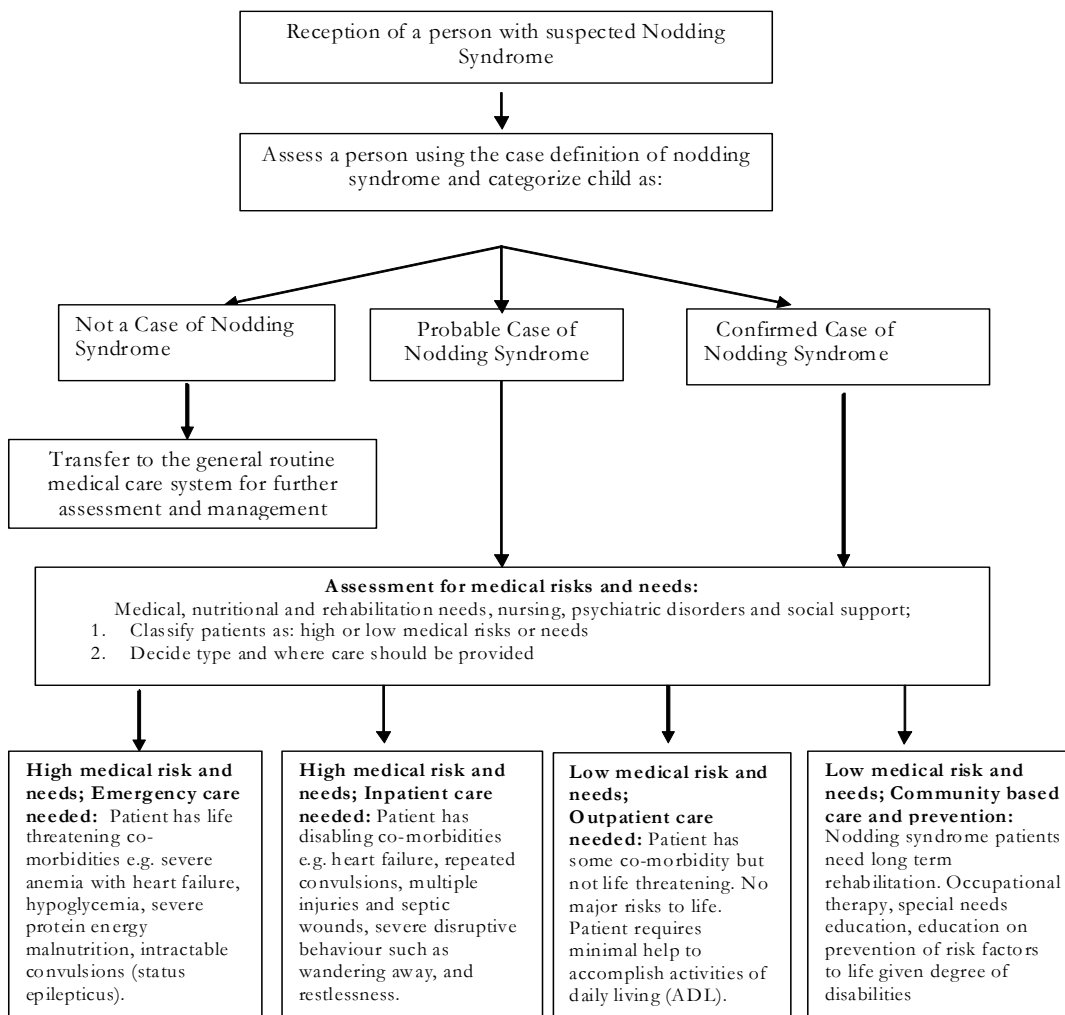 Reception of a person with suspected Nodding
Syndrome
Assess a person using the case definition of nodding
syndrome and categorize child as:
Not a Case of Nodding
Syndrome
Probable Case of
Nodding Syndrome
Confirmed Case of
Nodding Syndrome
Transfer to the general routine
medical care system for further
assessment and management
Assessment for medical risks and needs:
Medical, nutritional and rehabilitation needs, nursing, psychiatric disorders and social support;
1. Classify patients as: high or low medical risks or needs
2. Decide type and where care should be provided
High medical risk and
needs; Emergency care
needed: Patient has life
threatening co-
morbidities e.g. severe
anemia with heart failure,
hypoglycemia, severe
protein energy
malnutrition, intractable
convulsions (status
epilepticus).
High medical risk and
needs; Inpatient care
needed: Patient has
disabling co-morbidities
e.g. heart failure, repeated
convulsions, multiple
injuries and septic
wounds, severe disruptive
behaviour such as
wandering away, and
restlessness.
Low medical risk and
needs;
Outpatient care
needed: Patient has
some co-morbidity but
not life threatening. No
major risks to life.
Patient requires
minimal help to
accomplish activities of
daily living (ADL).
Low medical risk and
needs; Community based
care and prevention:
Nodding syndrome patients
need long term
rehabilitation. Occupational
therapy, special needs
education, education on
prevention of risk factors
to life given degree of
disabilities